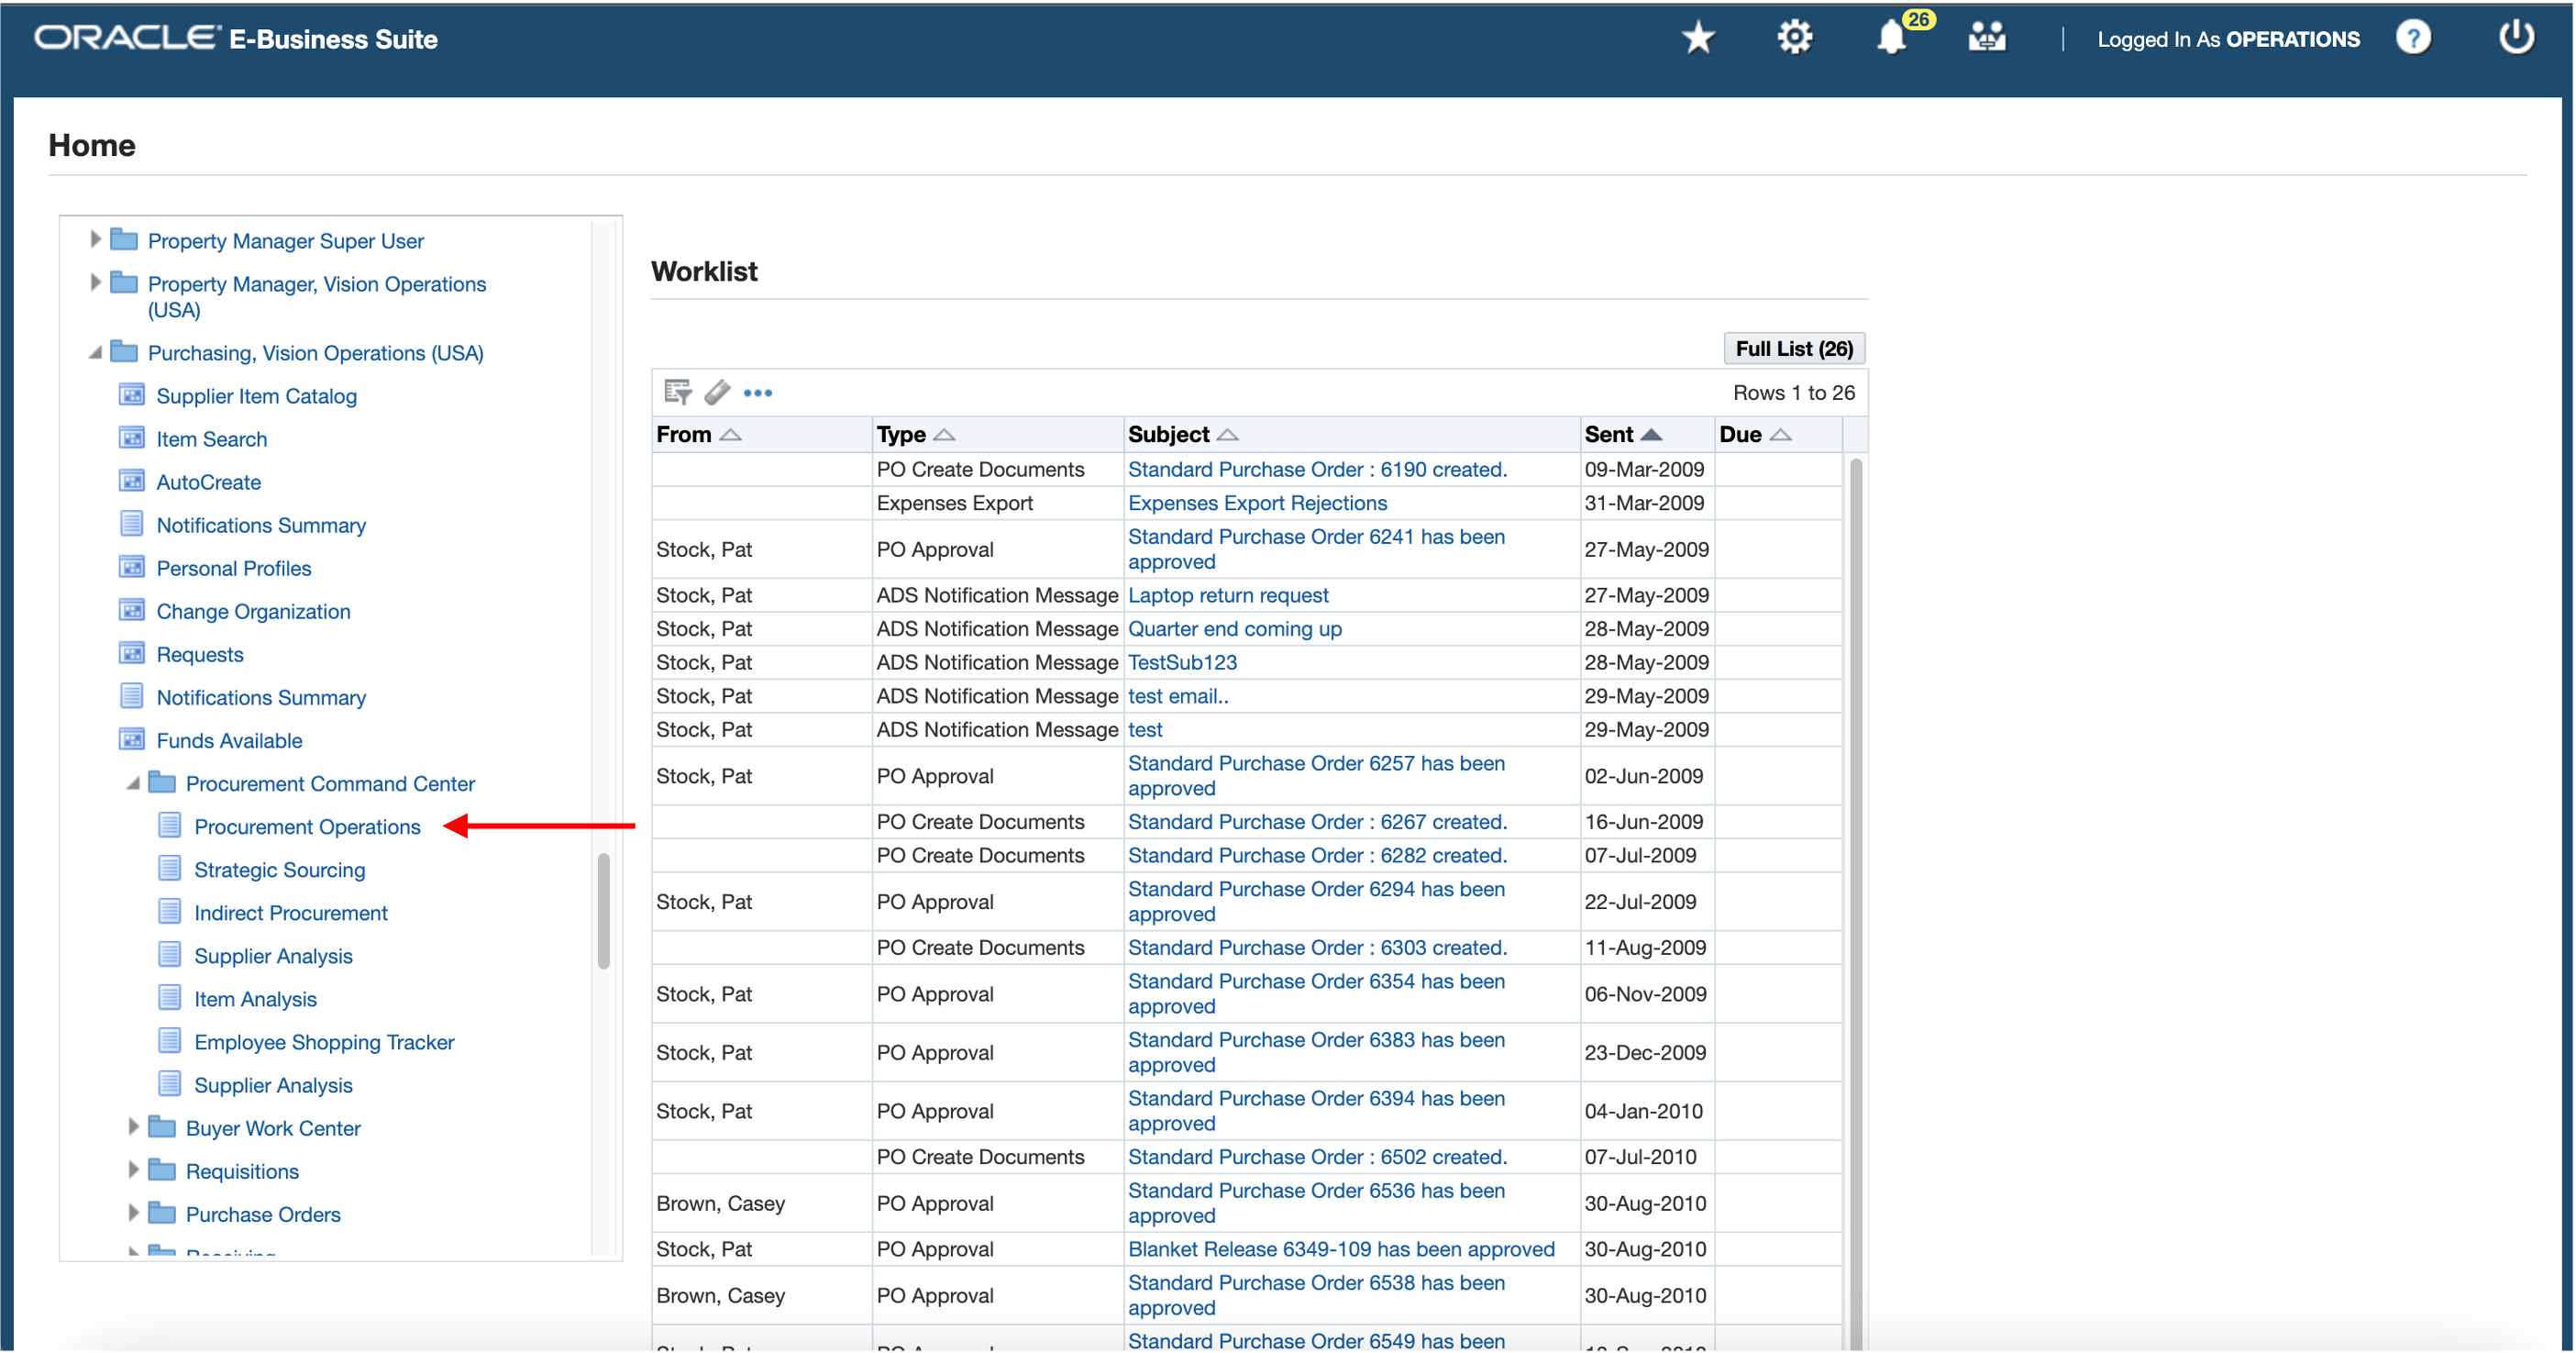 ORACLE E-Business Suite
26
Logged In As OPERATIONS
?
Home
Property Manager Super User
Property Manager, Vision Operations
(USA)
Purchasing, Vision Operations (USA)
Supplier Item Catalog
Item Search
AutoCreate
Notifications Summary
Personal Profiles
Change Organization
Requests
Notifications Summary
Funds Available
Procurement Command Center
Procurement Operations
Strategic Sourcing
Indirect Procurement
Supplier Analysis
Item Analysis
Employee Shopping Tracker
Supplier Analysis
Buyer Work Center
Requisitions
Purchase Orders
Receiving
Worklist
Full List (26)
Rows 1 to 26
From Type Subject Sent Due
PO Create Documents Standard Purchase Order : 6190 created. 09-Mar-2009
Expenses Export Expenses Export Rejections 31-Mar-2009
Stock, Pat PO Approval Standard Purchase Order 6241 has been 27-May-2009
approved
Stock, Pat ADS Notification Message Laptop return request 27-May-2009
Stock, Pat ADS Notification Message Quarter end coming up 28-May-2009
Stock, Pat ADS Notification Message TestSub123 28-May-2009
Stock, Pat ADS Notification Message test email.. 29-May-2009
Stock, Pat ADS Notification Message test 29-May-2009
Stock, Pat PO Approval Standard Purchase Order 6257 has been 02-Jun-2009
approved
PO Create Documents Standard Purchase Order : 6267 created. 16-Jun-2009
PO Create Documents Standard Purchase Order : 6282 created. 07-Jul-2009
Stock, Pat PO Approval Standard Purchase Order 6294 has been 22-Jul-2009
approved
PO Create Documents Standard Purchase Order : 6303 created. 11-Aug-2009
Stock, Pat PO Approval Standard Purchase Order 6354 has been 06-Nov-2009
approved
Stock, Pat PO Approval Standard Purchase Order 6383 has been 23-Dec-2009
approved
Stock, Pat PO Approval Standard Purchase Order 6394 has been 04-Jan-2010
approved
PO Create Documents Standard Purchase Order : 6502 created. 07-Jul-2010
Brown, Casey PO Approval Standard Purchase Order 6536 has been 30-Aug-2010
approved
Stock, Pat PO Approval Blanket Release 6349-109 has been approved 30-Aug-2010
Brown, Casey PO Approval Standard Purchase Order 6538 has been 30-Aug-2010
approved
Standard Purchase Order 6549 has been